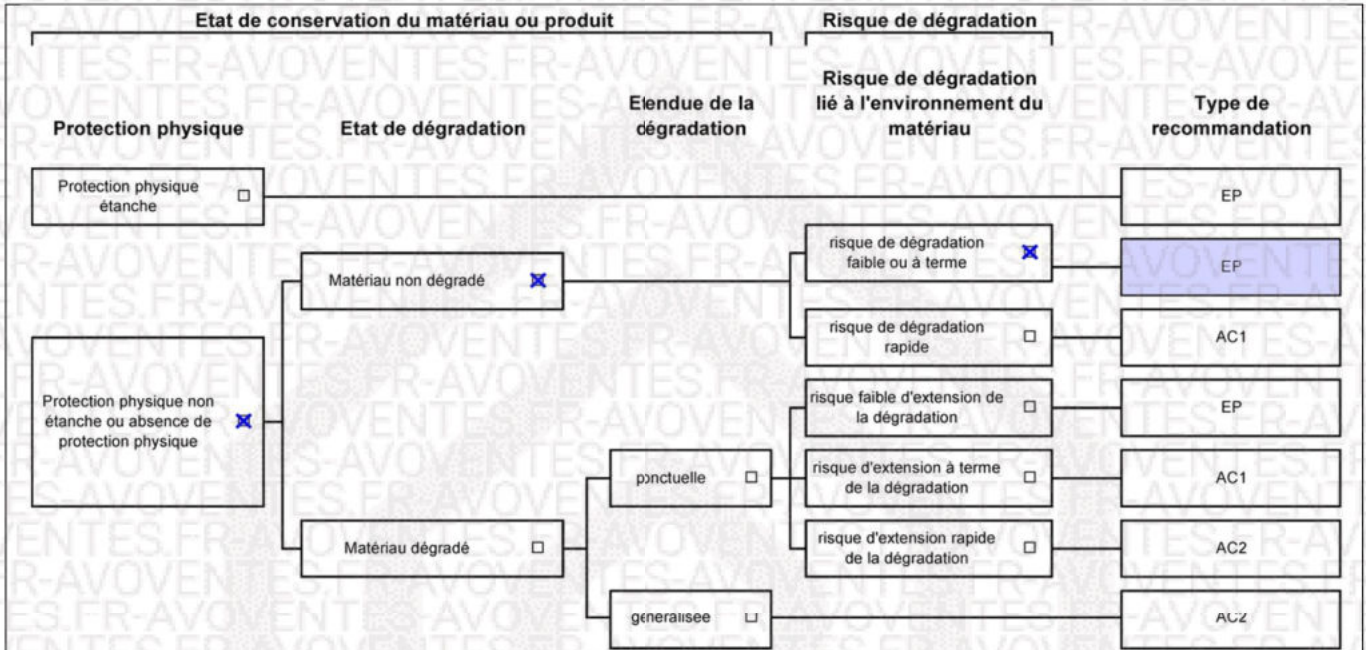 Etat de conservation du matériau ou produit
Risque de dégradation
Protection physique
Etat de dégradation
Etendue de la
dégradation
Risque de dégradation
lié à l'environnement du
matériau
Type de
recommandation
Protection physique
étanche
EP
risque de dégradation
faible ou à terme
EP
Matériau non dégradé
risque de dégradation
rapide
AC1
Protection physique non
étanche ou absence de
protection physique
risque faible d'extension de
la dégradation
EP
ponctuelle
risque d'extension à terme
de la dégradation
AC1
Matériau dégradé
risque d'extension rapide
de la dégradation
AC2
généralisée
AC2